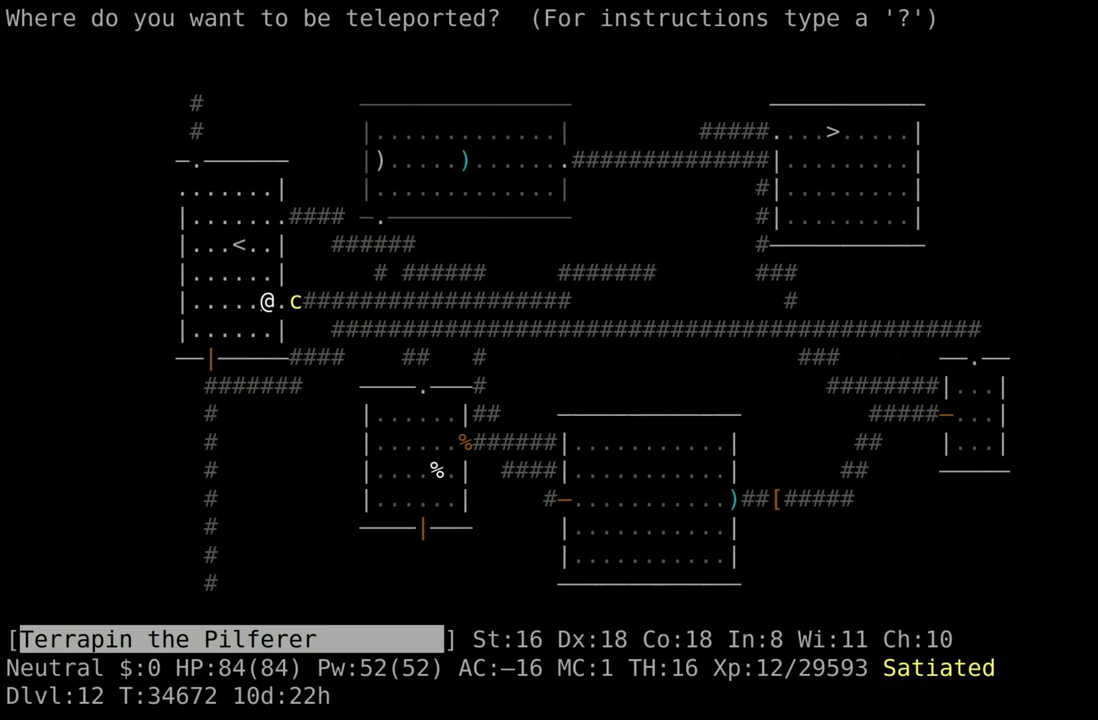 Where do you want to be teleported?  (For instructions type a '?')
[Terrapin the Pilferer] St:16 Dx:18 Co:18 In:8 Wi:11 Ch:10
Neutral $:0 HP:84(84) Pw:52(52) AC:-16 MC:1 TH:16 Xp:12/29593 Satiated
Dlvl:12 T:34672 10d:22h